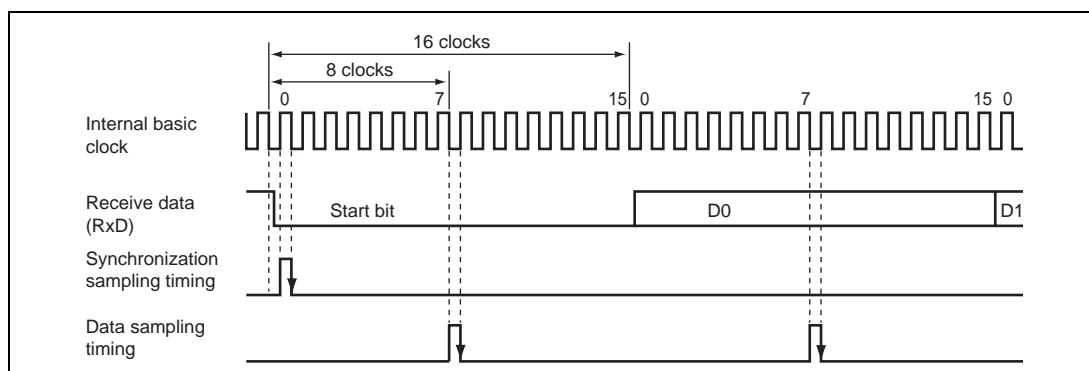 16 clocks
8 clocks
0 7 15 0 7 15 0
Internal basic
clock
Receive data
(RxD)
Start bit D0 D1
Synchronization
sampling timing
Data sampling
timing